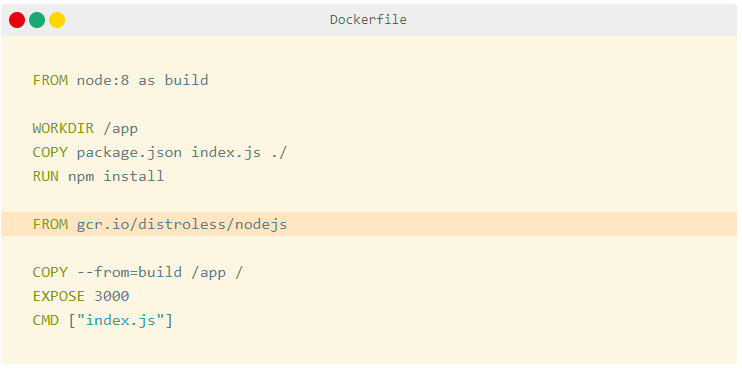 Dockerfile
FROM node:8 as build
WORKDIR /app
COPY package.json index.js ./
RUN npm install
FROM gcr.io/distroless/nodejs
COPY --from=build /app /
EXPOSE 3000
CMD ["index.js"]